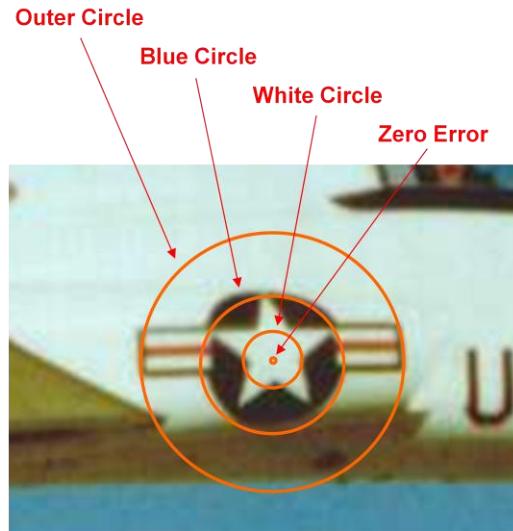 Outer Circle
Blue Circle
White Circle
Zero Error
U